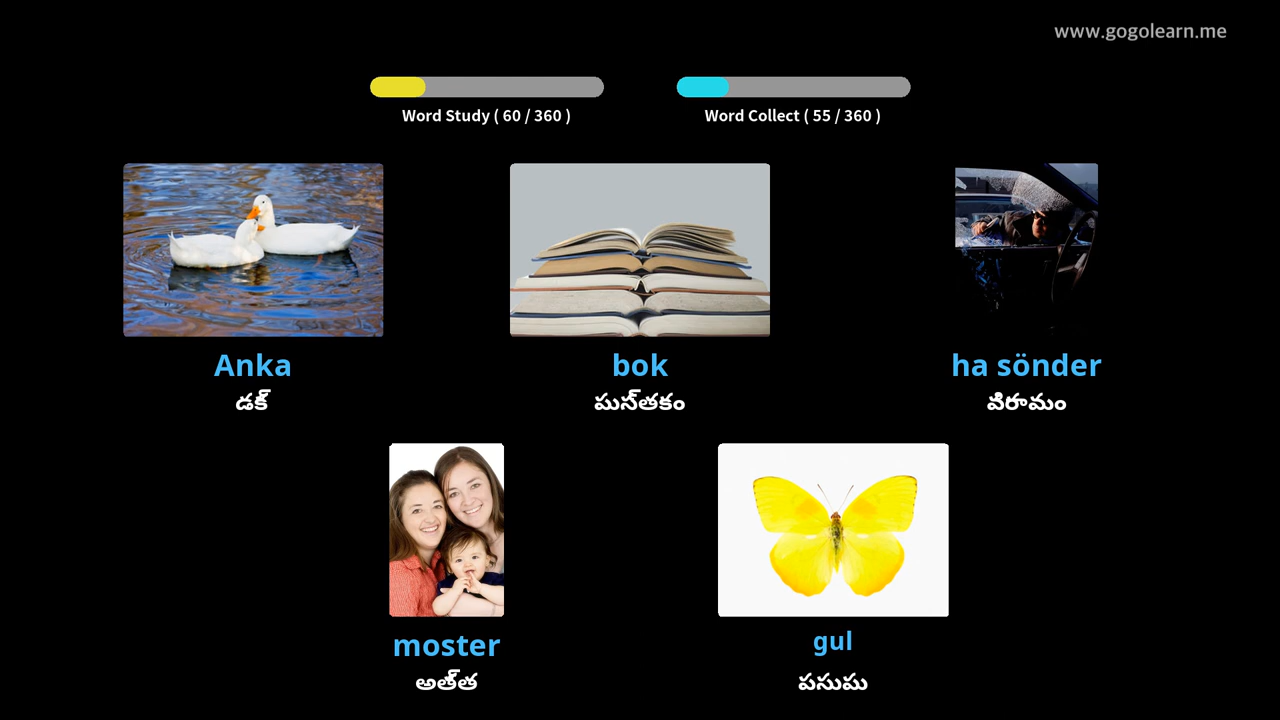 www.gogolearn.me
Word Study ( 60 / 360 )
Word Collect ( 55 / 360 )
Anka
డక్
bok
పుస్తకం
ha sönder
విరామం
moster
అత్త
gul
పసుపు